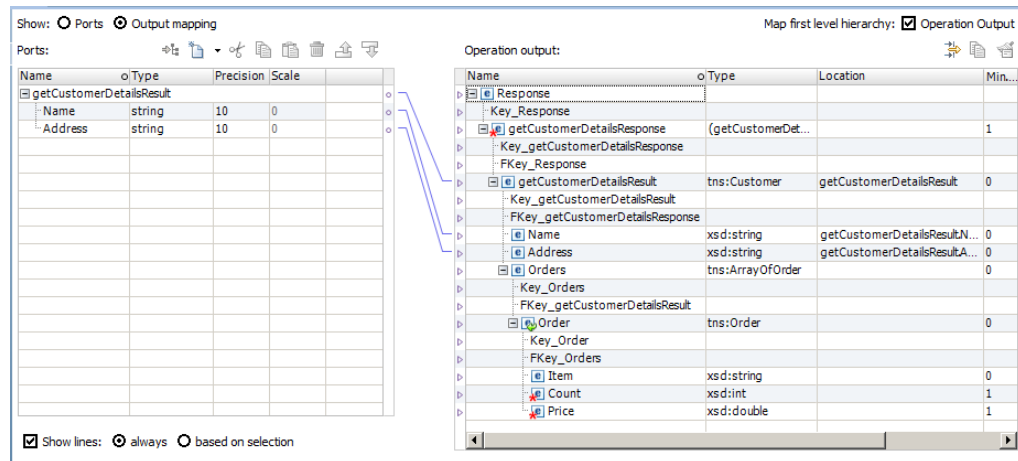 Show: Ports Output mapping
Map first level hierarchy: Operation Output
Ports:
Operation output:
Name Type Precision Scale
getCustomerDetailsResult
Name string 10 0
Address string 10 0
Name Type Location Min...
Response
Key_Response
getCustomerDetailsResponse (getCustomerDet... 1
Key_getCustomerDetailsResponse
FKey_Response
getCustomerDetailsResult tns:Customer getCustomerDetailsResult 0
Key_getCustomerDetailsResult
FKey_getCustomerDetailsResponse
Name xsd:string getCustomerDetailsResult.N... 0
Address xsd:string getCustomerDetailsResult.A... 0
Orders tns:ArrayOfOrder 0
Key_Orders
FKey_getCustomerDetailsResult
Order tns:Order 0
Key_Order
FKey_Orders
Item xsd:string 0
Count xsd:int 1
Price xsd:double 1
Show lines: always based on selection